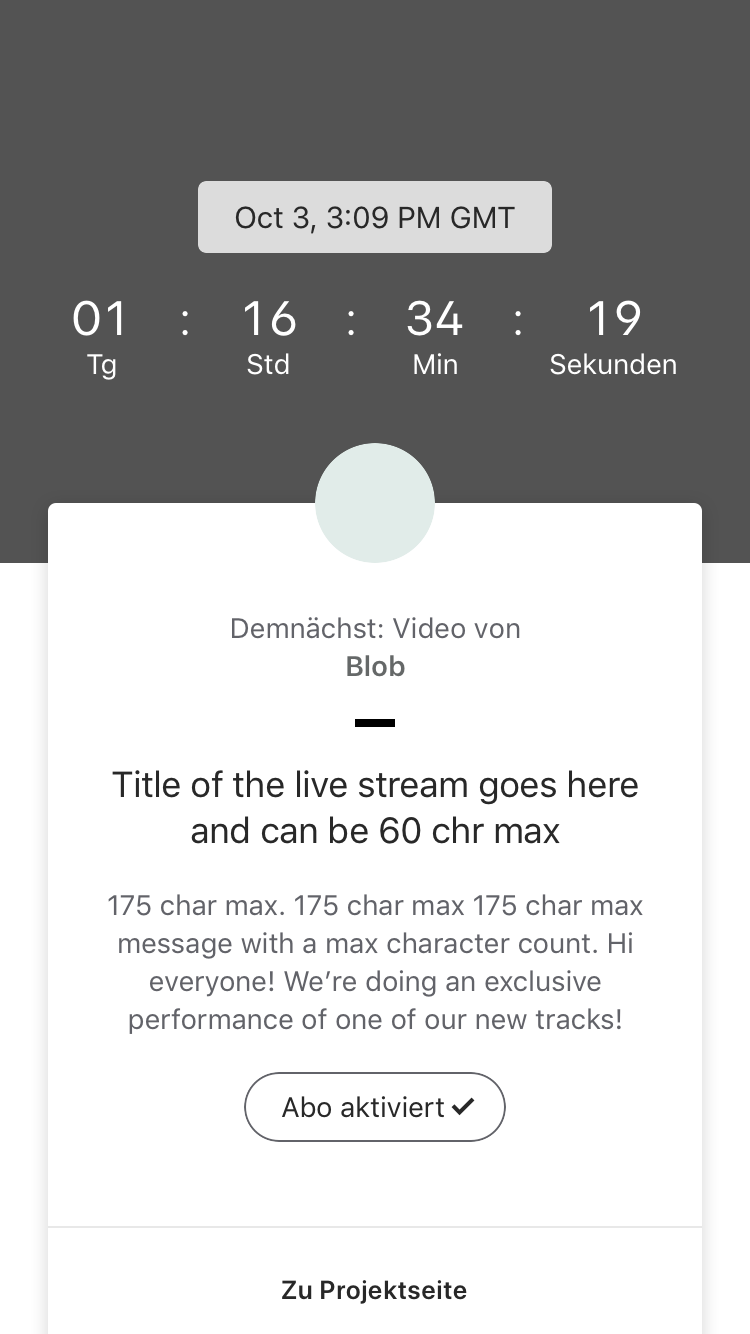 Oct 3, 3:09 PM GMT
01 : 16 : 34 : 19
Tg Std Min Sekunden
Demnächst: Video von
Blob
Title of the live stream goes here
and can be 60 chr max
175 char max. 175 char max 175 char max
message with a max character count. Hi
everyone! We’re doing an exclusive
performance of one of our new tracks!
Abo aktiviert
Zu Projektseite